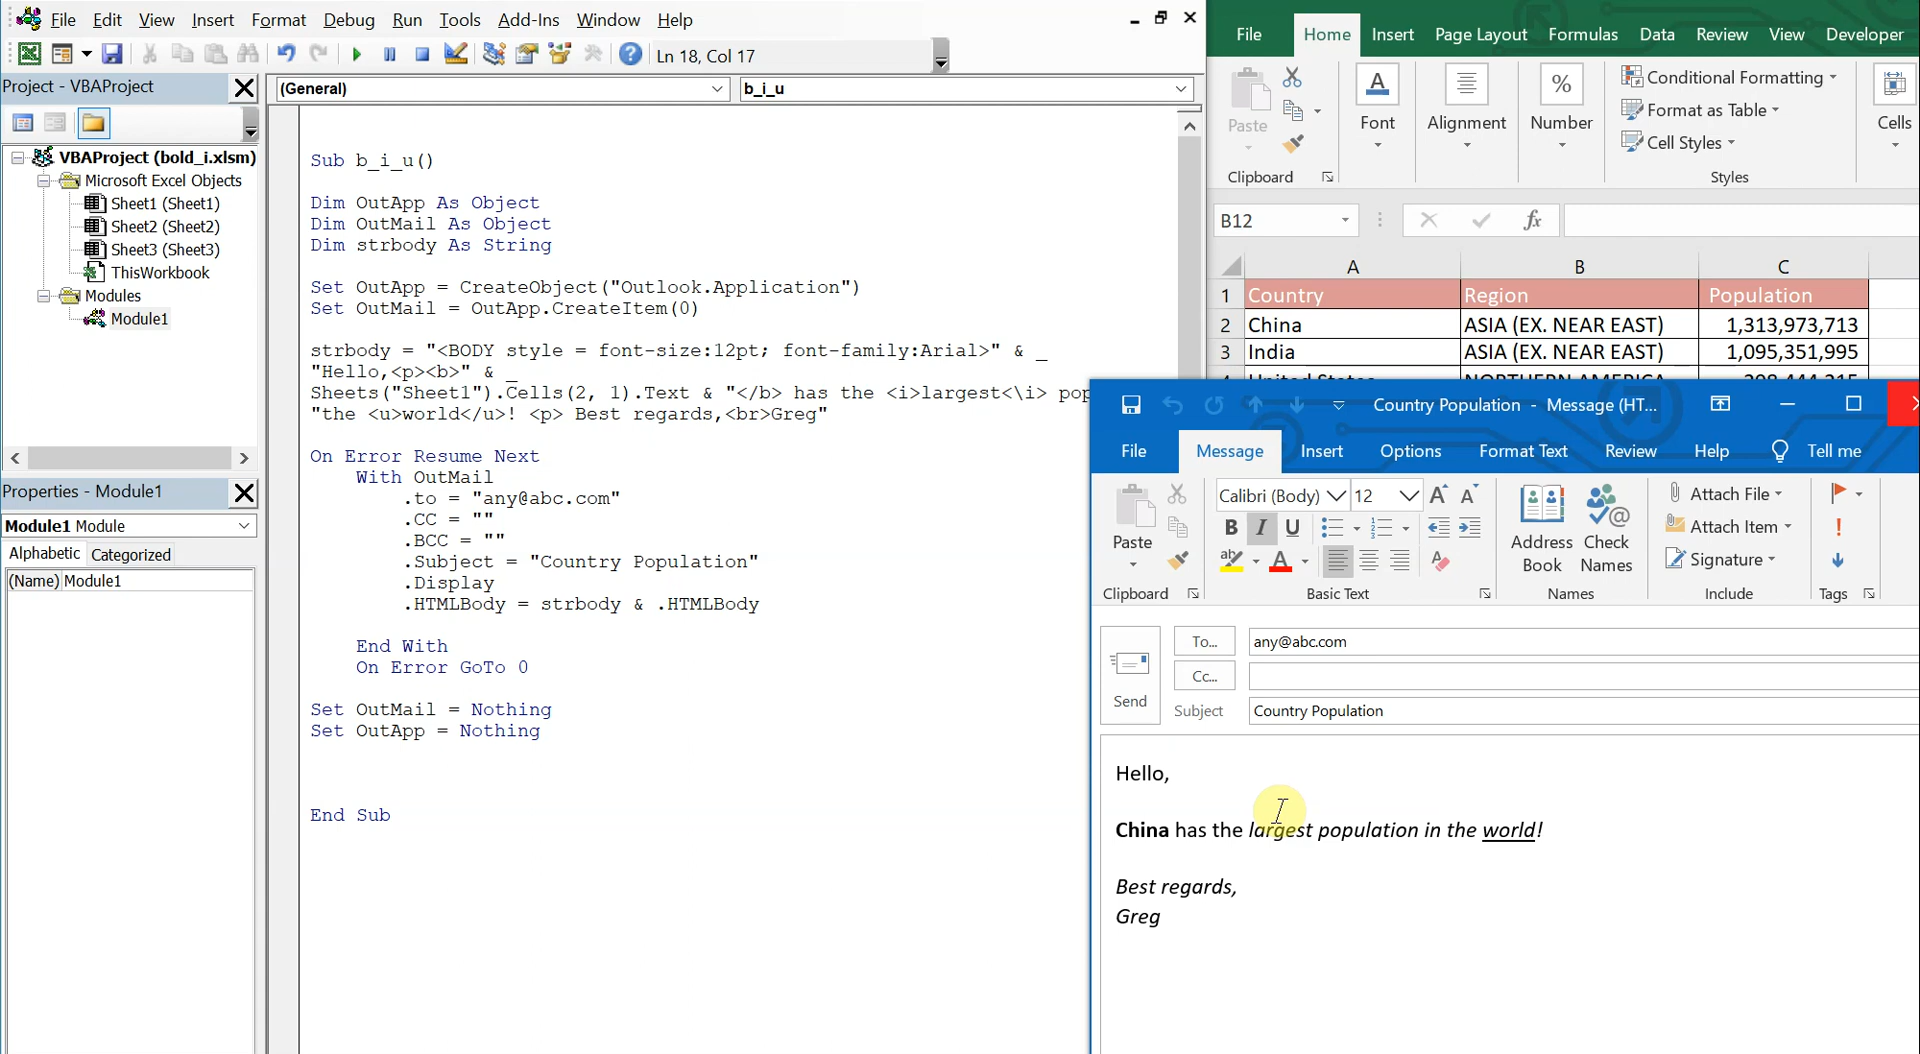 File Edit View Insert Format Debug Run Tools Add-Ins Window Help
Ln 18, Col 17
Project - VBAProject
VBAProject (bold_i.xlsm)
Microsoft Excel Objects
Sheet1 (Sheet1)
Sheet2 (Sheet2)
Sheet3 (Sheet3)
ThisWorkbook
Modules
Module1
Properties - Module1
Module1 Module
Alphabetic Categorized
(Name) Module1
(General) b_i_u
Sub b_i_u()
Dim OutApp As Object
Dim OutMail As Object
Dim strbody As String
Set OutApp = CreateObject("Outlook.Application")
Set OutMail = OutApp.CreateItem(0)
strbody = "<BODY style = font-size:12pt; font-family:Arial>" & _
"Hello,<p><b>" & _
Sheets("Sheet1").Cells(2, 1).Text & "</b> has the <i>largest<\i> pop
"the <u>world</u>! <p> Best regards,<br>Greg"
On Error Resume Next
With OutMail
.to = "any@abc.com"
.CC = ""
.BCC = ""
.Subject = "Country Population"
.Display
.HTMLBody = strbody & .HTMLBody
End With
On Error GoTo 0
Set OutMail = Nothing
Set OutApp = Nothing
End Sub
File Home Insert Page Layout Formulas Data Review View Developer
Paste
Clipboard
A
Font
Alignment
%
Number
Conditional Formatting
Format as Table
Cell Styles
Styles
Cells
B12
fx
A B C
1 Country Region Population
2 China ASIA (EX. NEAR EAST) 1,313,973,713
3 India ASIA (EX. NEAR EAST) 1,095,351,995
Country Population - Message (HT...
File Message Insert Options Format Text Review Help Tell me
Paste
Clipboard
Calibri (Body) 12 A A
B I U
ab A
Basic Text
Address Book
Check Names
Names
Attach File
Attach Item
Signature
Include
Tags
Send
To... any@abc.com
Cc...
Subject Country Population
Hello,
China has the largest population in the world!
Best regards,
Greg